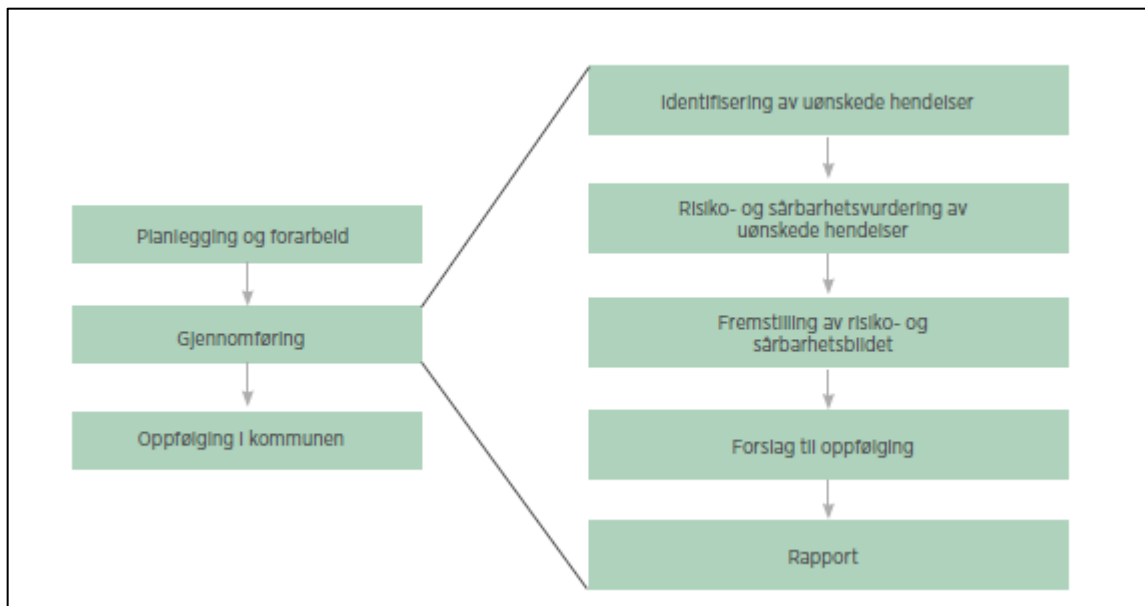 Planlegging og forarbeid
Gjennomføring
Oppfølging i kommunen
Identifisering av uønskede hendelser
Risiko- og sårbarhetsvurdering av
uønskede hendelser
Fremstilling av risiko- og
sårbarhetsbildet
Forslag til oppfølging
Rapport